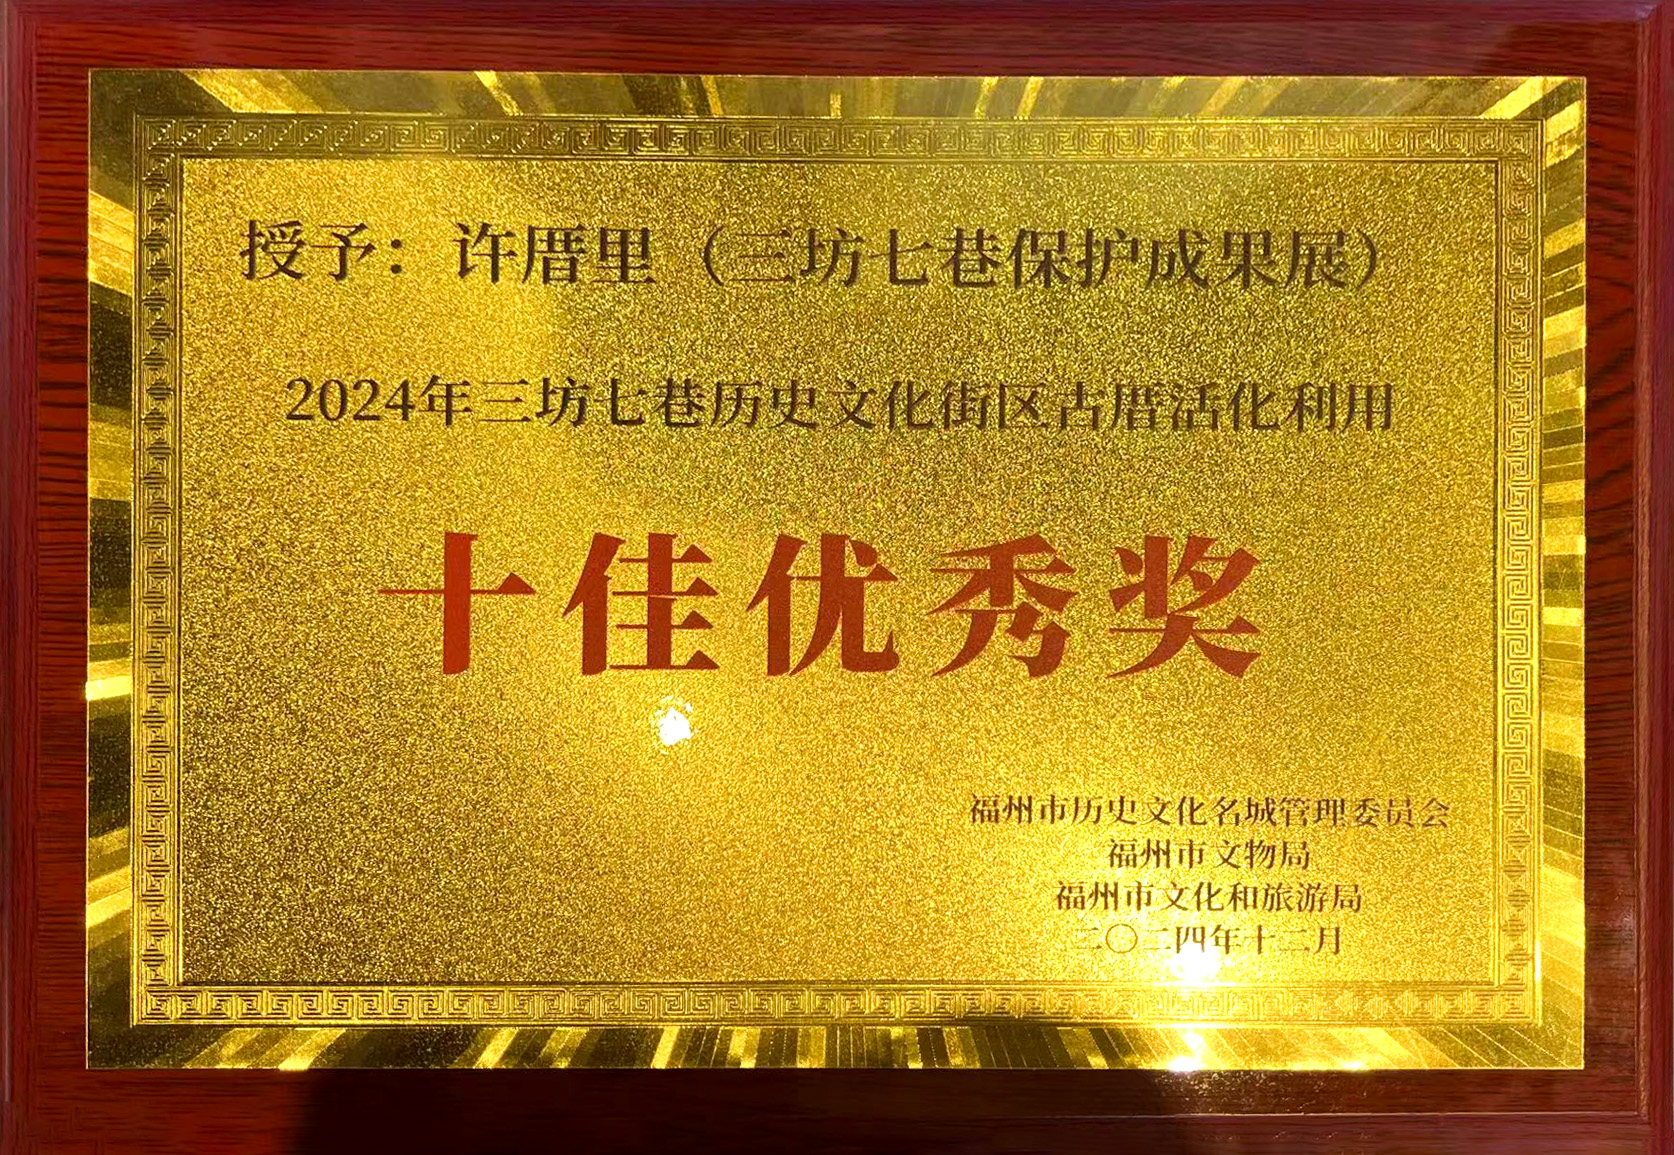 授予：许厝里（三坊七巷保护成果展）
2024年三坊七巷历史文化街区古厝活化利用
十佳优秀奖
福州市历史文化名城管理委员会
福州市文物局
福州市文化和旅游局
二〇二四年十二月